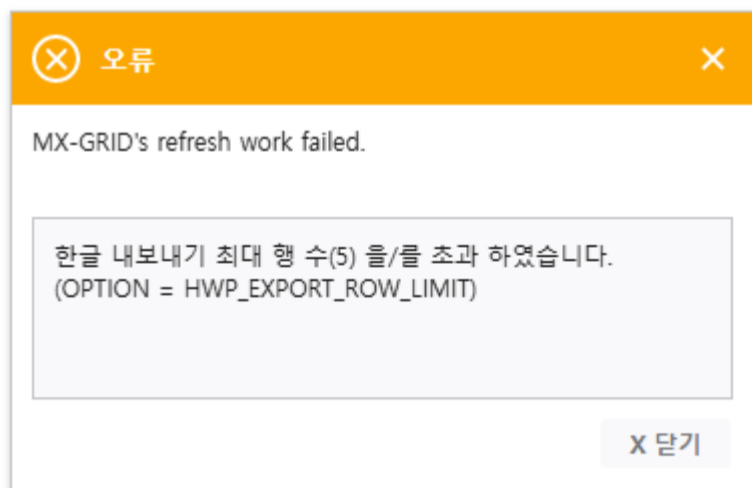 오류
MX-GRID's refresh work failed.
한글 내보내기 최대 행 수(5) 을/를 초과 하였습니다.
(OPTION = HWP_EXPORT_ROW_LIMIT)
X 닫기